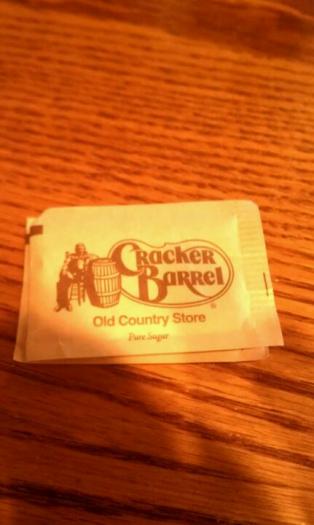 Cracker
Barrel
Old Country Store
Pure Sugar